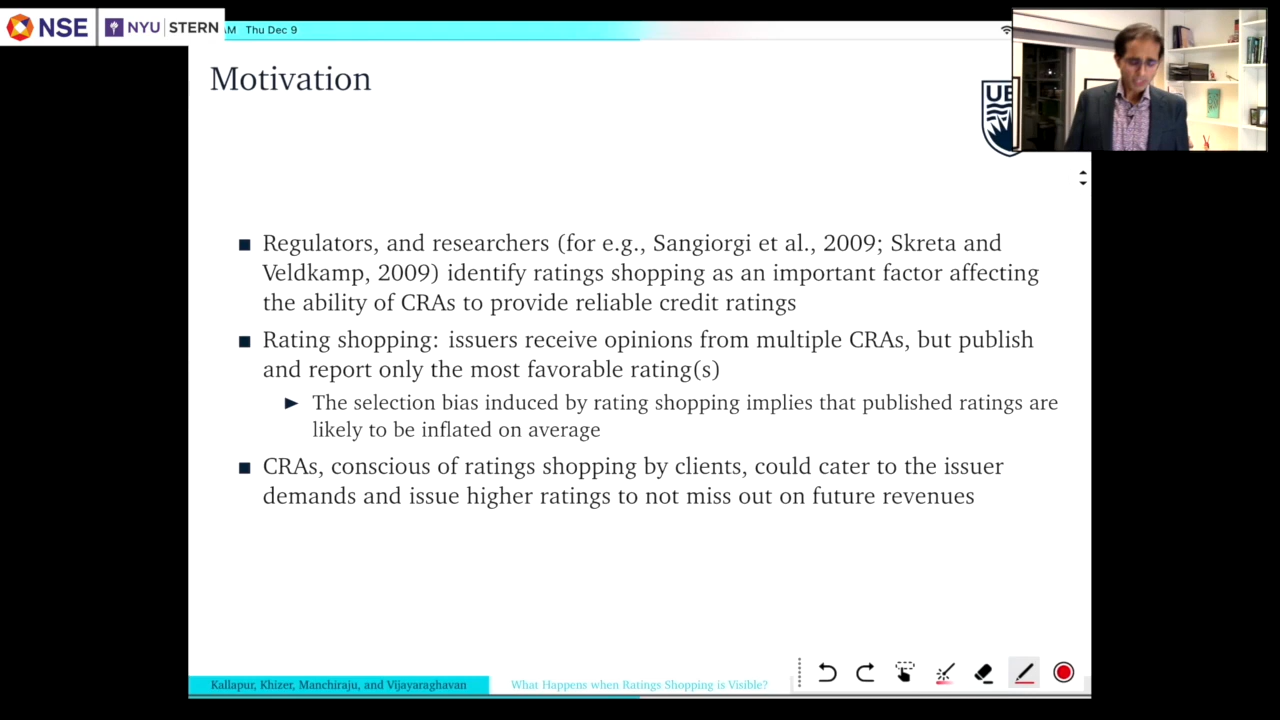 NSE
NYU STERN
AM Thu Dec 9
Motivation
UB
Regulators, and researchers (for e.g., Sangiorgi et al., 2009; Skreta and
Veldkamp, 2009) identify ratings shopping as an important factor affecting
the ability of CRAs to provide reliable credit ratings
Rating shopping: issuers receive opinions from multiple CRAs, but publish
and report only the most favorable rating(s)
The selection bias induced by rating shopping implies that published ratings are
likely to be inflated on average
CRAs, conscious of ratings shopping by clients, could cater to the issuer
demands and issue higher ratings to not miss out on future revenues
Kallapur, Khizer, Manchiraju, and Vijayaraghavan
What Happens when Ratings Shopping is Visible?